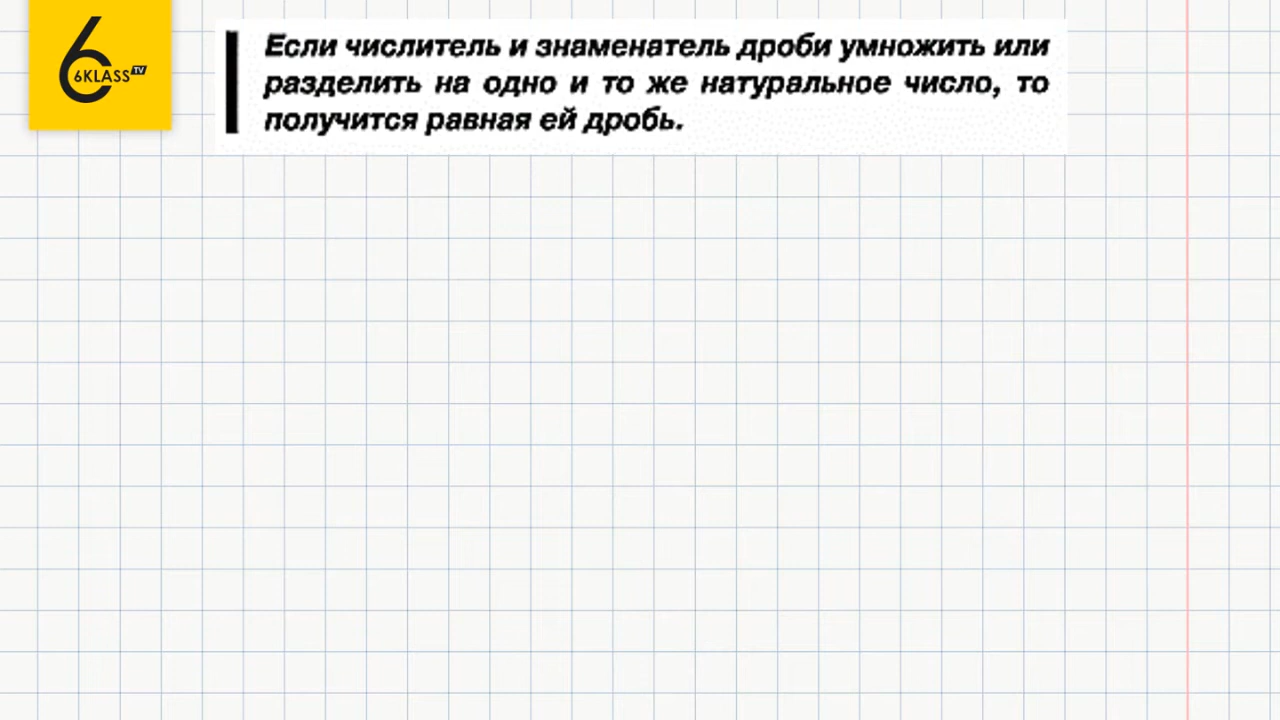 6KLASS TV
Если числитель и знаменатель дроби умножить или
разделить на одно и то же натуральное число, то
получится равная ей дробь.